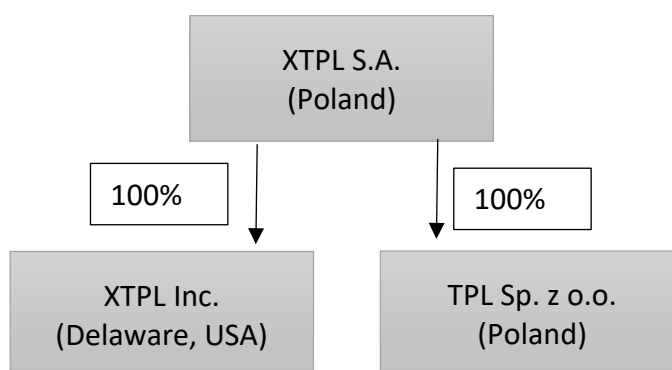 XTPL S.A.
(Poland)
100%
100%
XTPL Inc.
(Delaware, USA)
TPL Sp. z o.o.
(Poland)